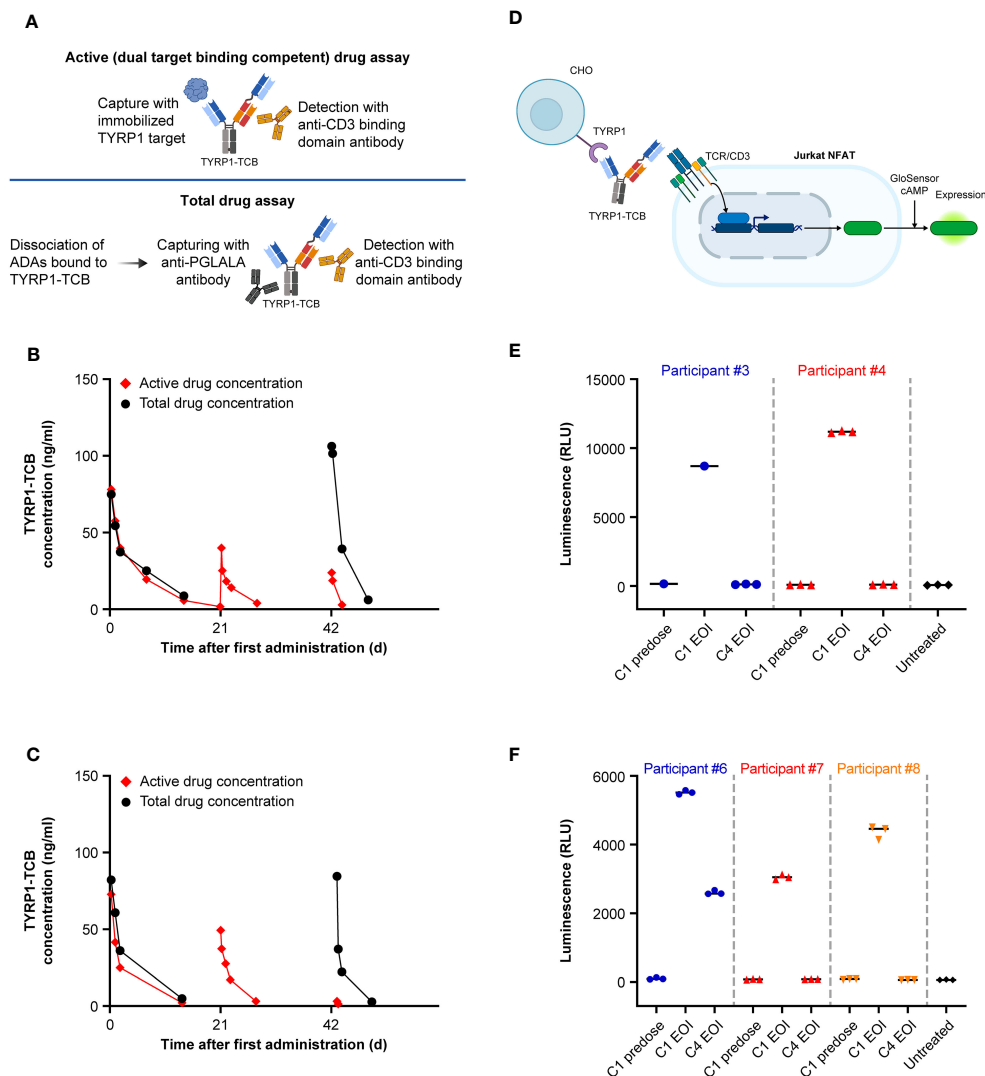 A
Active (dual target binding competent) drug assay
Capture with
immobilized
TYRP1 target
Detection with
anti-CD3 binding
domain antibody
TYRP1-TCB
Total drug assay
Dissociation of
ADAs bound to
TYRP1-TCB
Capturing with
anti-PGLALA
antibody
Detection with
anti-CD3 binding
domain antibody
TYRP1-TCB
B
Active drug concentration
Total drug concentration
TYRP1-TCB
concentration (ng/ml)
150
100
50
0
0
21
42
Time after first administration (d)
C
Active drug concentration
Total drug concentration
TYRP1-TCB
concentration (ng/ml)
150
100
50
0
0
21
42
Time after first administration (d)
D
CHO
TYRP1
TCR/CD3
Jurkat NFAT
GloSensor
cAMP
Expression
TYRP1-TCB
E
Participant #3
Participant #4
Luminescence (RLU)
15000
10000
5000
0
C1 predose
C1 EOI
C4 EOI
C1 predose
C1 EOI
C4 EOI
Untreated
F
Participant #6
Participant #7
Participant #8
Luminescence (RLU)
6000
4000
2000
0
C1 predose
C1 EOI
C4 EOI
C1 predose
C1 EOI
C4 EOI
C1 predose
C1 EOI
C4 EOI
Untreated